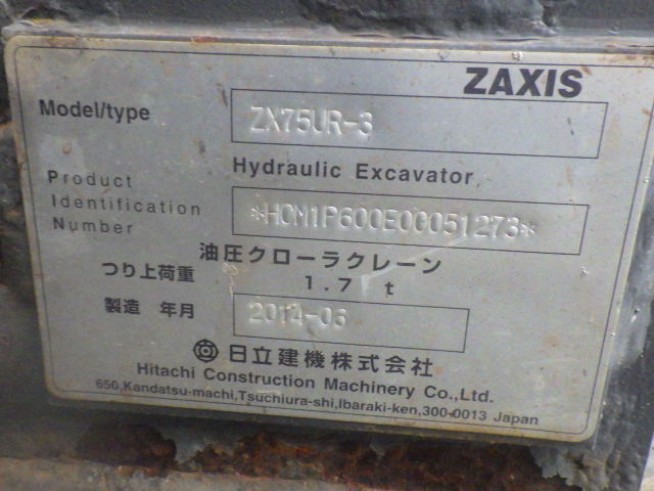 ZAXIS
Model/type ZX75UR-3
Hydraulic Excavator
Product Identification Number *HCM1P600E00051273*
油圧クローラクレーン
つり上荷重 1.7 t
製造 年月 2014-06
日立建機株式会社
Hitachi Construction Machinery Co.,Ltd.
650,Kandatsu-machi,Tsuchiura-shi,Ibaraki-ken,300-0013 Japan